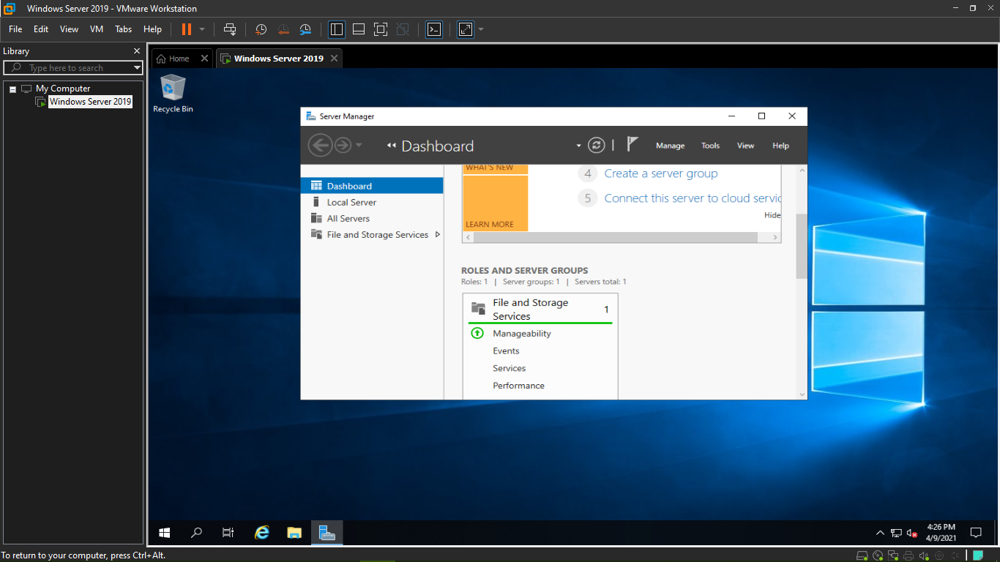 Windows Server 2019 - VMware Workstation
File Edit View VM Tabs Help
Library
Type here to search
My Computer
Windows Server 2019
Home
Windows Server 2019
Recycle Bin
Server Manager
Dashboard
Manage Tools View Help
Dashboard
Local Server
All Servers
File and Storage Services
WHAT'S NEW
LEARN MORE
4 Create a server group
5 Connect this server to cloud servic
Hide
ROLES AND SERVER GROUPS
Roles: 1 | Server groups: 1 | Servers total: 1
File and Storage
Services
1
Manageability
Events
Services
Performance
4:26 PM
4/9/2021
To return to your computer, press Ctrl+Alt.